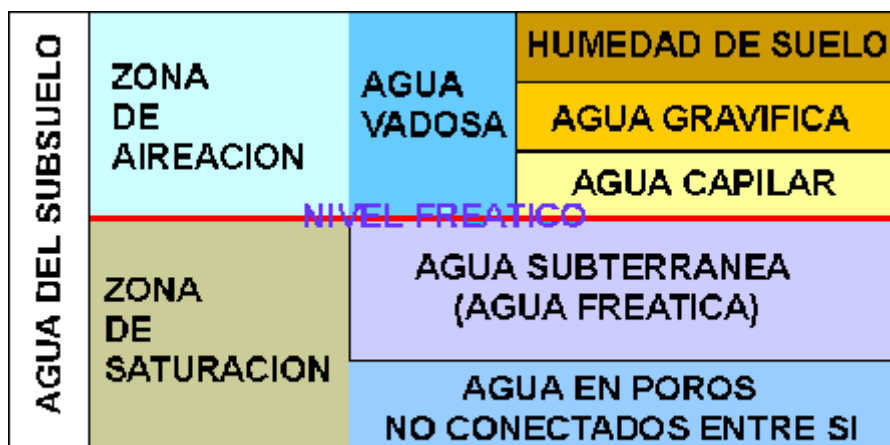 AGUA DEL SUBSUELO
ZONA
DE
AIREACION
AGUA
VADOSA
HUMEDAD DE SUELO
AGUA GRAVIFICA
AGUA CAPILAR
NIVEL FREATICO
ZONA
DE
SATURACION
AGUA SUBTERRANEA
(AGUA FREATICA)
AGUA EN POROS
NO CONECTADOS ENTRE SI